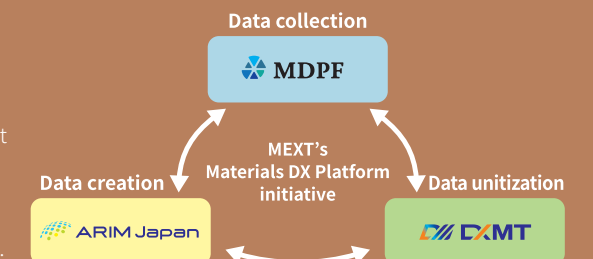 Data collection
MDPF
t
MEXT's
Materials DX Platform
initiative
Data creation
Data unitization
ARIM Japan
DXMT
.